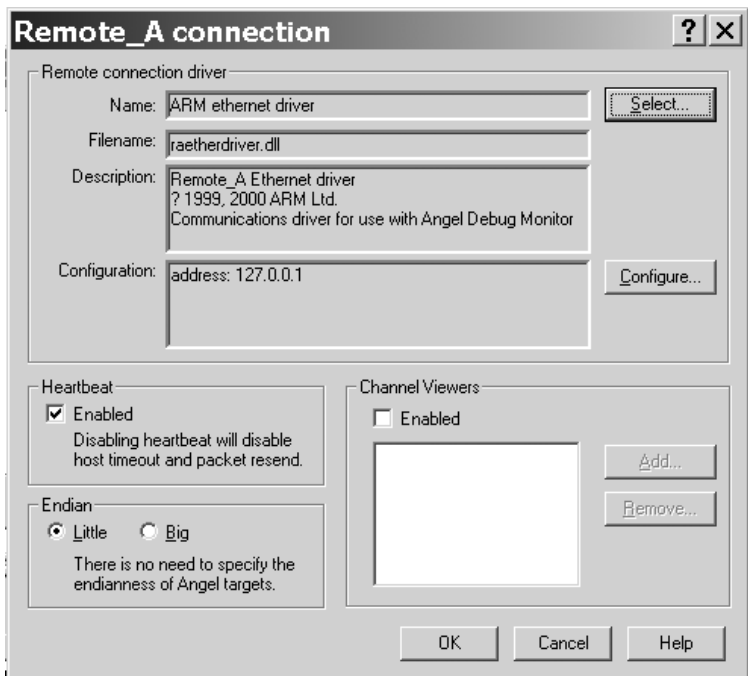 Remote_A connection
Remote connection driver
Name: ARM ethernet driver
Select...
Filename: raetherdriver.dll
Description: Remote_A Ethernet driver
? 1999, 2000 ARM Ltd.
Communications driver for use with Angel Debug Monitor
Configuration: address: 127.0.0.1
Configure...
Heartbeat
Enabled
Disabling heartbeat will disable
host timeout and packet resend.
Endian
Little Big
There is no need to specify the
endianness of Angel targets.
Channel Viewers
Enabled
Add...
Remove...
OK Cancel Help